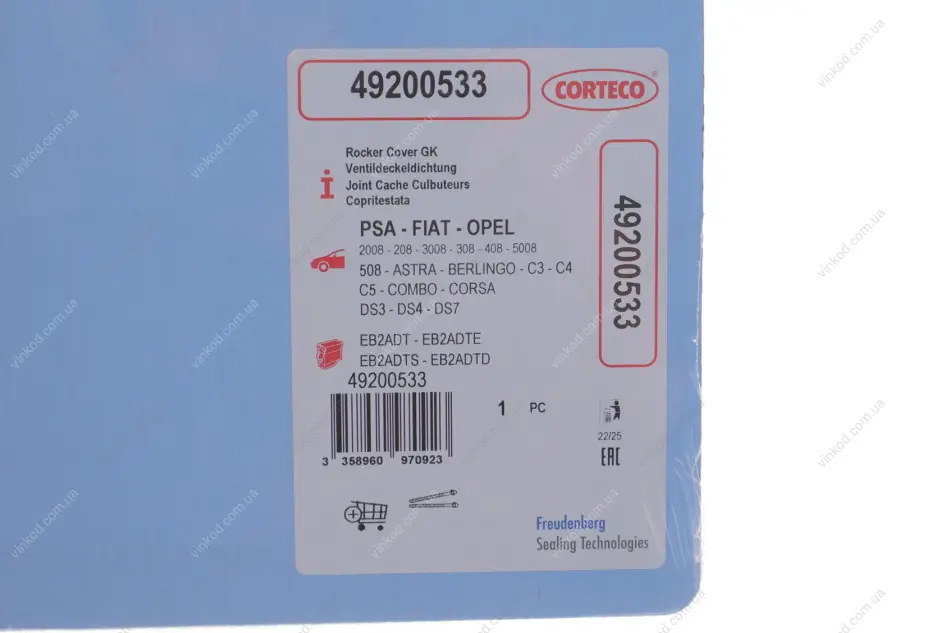 49200533
CORTECO
Rocker Cover GK
Ventildeckeldichtung
Joint Cache Culbuteurs
Copritestata
49200533
PSA - FIAT - OPEL
2008 - 208 - 3008 - 308 - 408 - 5008
508 - ASTRA - BERLINGO - C3 - C4
C5 - COMBO - CORSA
DS3 - DS4 - DS7
EB2ADT - EB2ADTE
EB2ADTS - EB2ADTD
49200533
1 PC
3 358960 970923
22/25
EAC
Freudenberg
Sealing Technologies
vinkod.com.ua